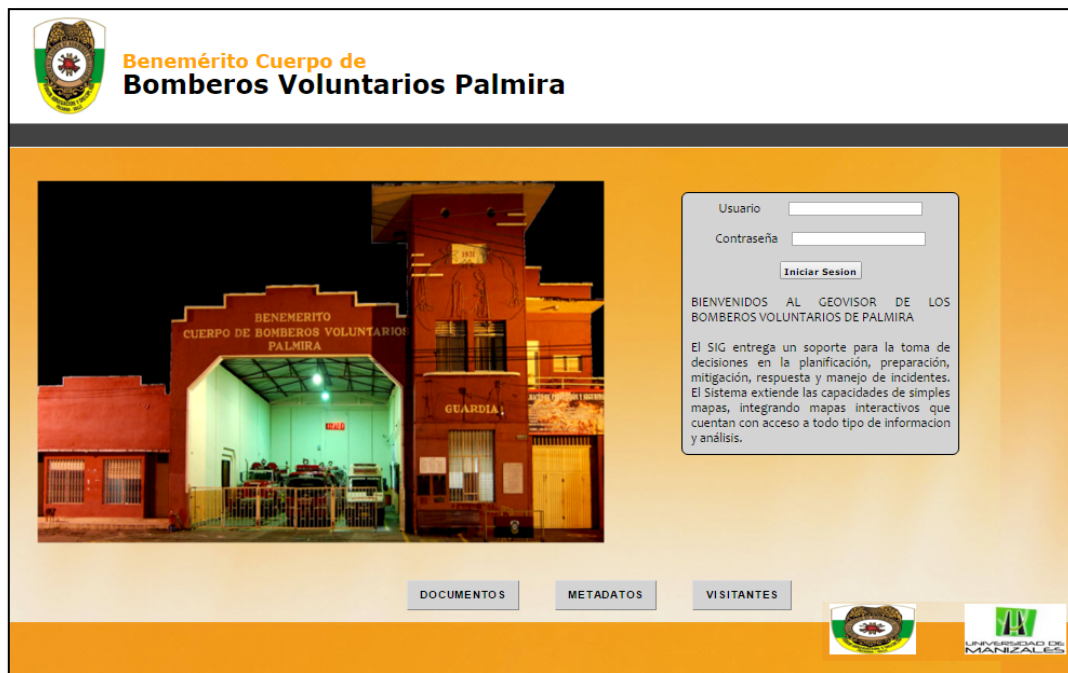 Benemérito Cuerpo de
Bomberos Voluntarios Palmira
1931
BENEMERITO
CUERPO DE BOMBEROS VOLUNTARIOS
PALMIRA
GUARDIA
Usuario
Contraseña
Iniciar Sesion
BIENVENIDOS AL GEOVISOR DE LOS
BOMBEROS VOLUNTARIOS DE PALMIRA
El SIG entrega un soporte para la toma de
decisiones en la planificación, preparación,
mitigación, respuesta y manejo de incidentes.
El Sistema extiende las capacidades de simples
mapas, integrando mapas interactivos que
cuentan con acceso a todo tipo de informacion
y análisis.
DOCUMENTOS
METADATOS
VISITANTES
UNIVERSIDAD DE
MANIZALES